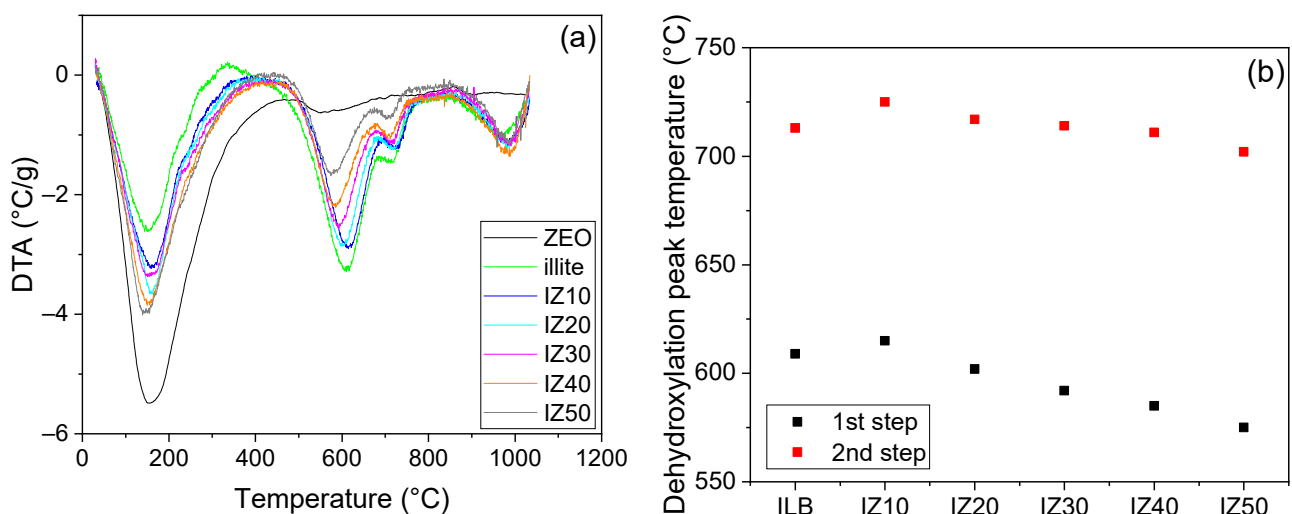 (a)
DTA (°C/g)
0
–2
–4
–6
ZEO
illite
IZ10
IZ20
IZ30
IZ40
IZ50
0 200 400 600 800 1000 1200
Temperature (°C)
(b)
Dehydroxylation peak temperature (°C)
750
700
650
600
550
1st step
2nd step
ILB IZ10 IZ20 IZ30 IZ40 IZ50